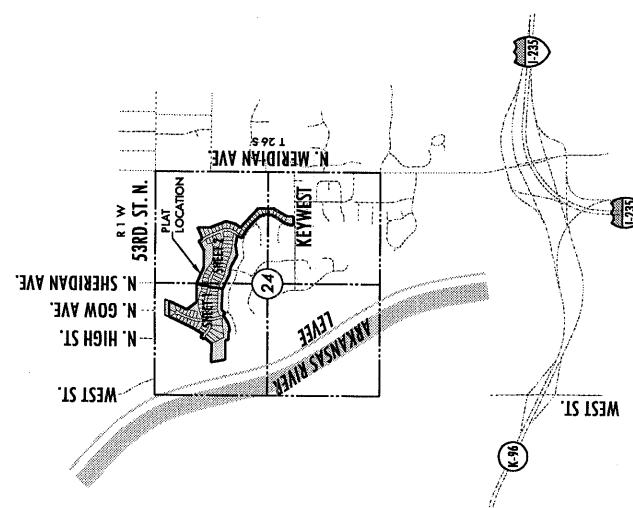 R 1 W
53RD. ST. N.
PLAT
LOCATION
N. MERIDIAN AVE
T 26 S
KEYWEST
N. SHERIDAN AVE.
N. GOW AVE.
N. HIGH ST.
WEST ST.
SHEET 1
SHEET 2
24
LEVEE
ARKANSAS RIVER
I-235
I-235
WEST ST.
K-96